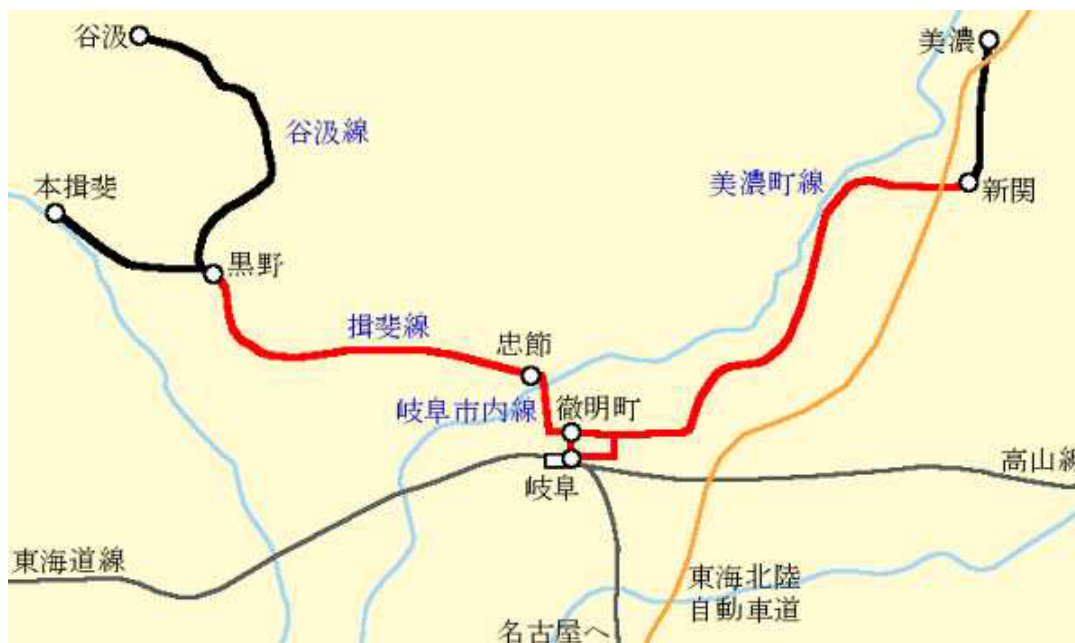 谷汲
美濃
谷汲線
本揖斐
美濃町線
新関
黒野
揖斐線
忠節
岐阜市内線
徹明町
岐阜
高山線
東海道線
東海北陸
自動車道
名古屋へ